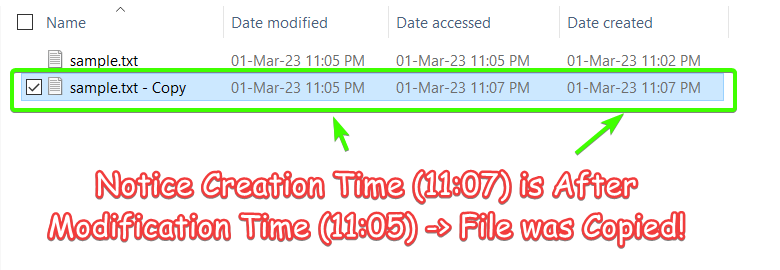 Name Date modified Date accessed Date created
sample.txt 01-Mar-23 11:05 PM 01-Mar-23 11:05 PM 01-Mar-23 11:02 PM
sample.txt - Copy 01-Mar-23 11:05 PM 01-Mar-23 11:07 PM 01-Mar-23 11:07 PM
Notice Creation Time (11:07) is After
Modification Time (11:05) -> File was Copied!